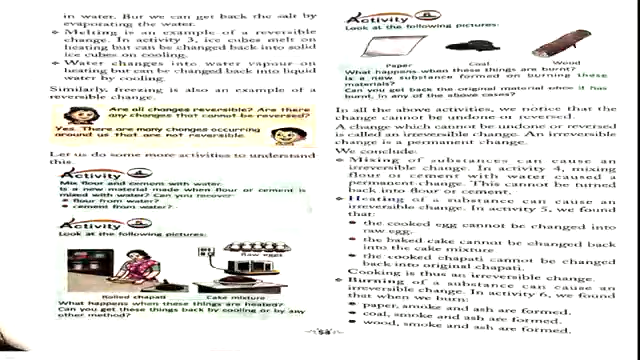 in water. But we can get back the salt by
evaporating the water.
Melting is an example of a reversible
change. In activity 3, ice cubes melt on
heating but can be changed back into solid
ice cubes on cooling.
Water changes into water vapour on
heating but can be changed back into liquid
water by cooling.
Similarly, freezing is also an example of a
reversible change.
Are all changes reversible? Are there
any changes that cannot be reversed?
Yes. There are many changes occurring
around us that are not reversible.
Let us do some more activities to understand
this.
Activity 4
Mix flour and cement with water.
Is a new material made when flour or cement is
mixed with water? Can you recover
• flour from water?
• cement from water?
Activity 5
Look at the following pictures:
Raw eggs
Rolled chapati
Cake mixture
What happens when these things are heated?
Can you get these things back by cooling or by any
other method?
Activity 6
Look at the following pictures:
Paper
Coal
Wood
What happens when these things are burnt?
Is a new substance formed on burning these
materials?
Can you get back the original material when it has
burnt, in any of the above cases?
In all the above activities, we notice that the
change cannot be undone or reversed.
A change which cannot be undone or reversed
is called an irreversible change. An irreversible
change is a permanent change.
We conclude:
Mixing of substances can cause an
irreversible change. In activity 4, mixing
flour or cement with water caused a
permanent change. This cannot be turned
back into flour or cement.
Heating of a substance can cause an
irreversible change. In activity 5, we found
that:
• the cooked egg cannot be changed into
raw egg.
• the baked cake cannot be changed back
into the cake mixture
• the cooked chapati cannot be changed
back into original chapati.
Cooking is thus an irreversible change.
Burning of a substance can cause an
irreversible change. In activity 6, we found
that when we burn:
• paper, smoke and ash are formed.
• coal, smoke and ash are formed.
• wood, smoke and ash are formed.